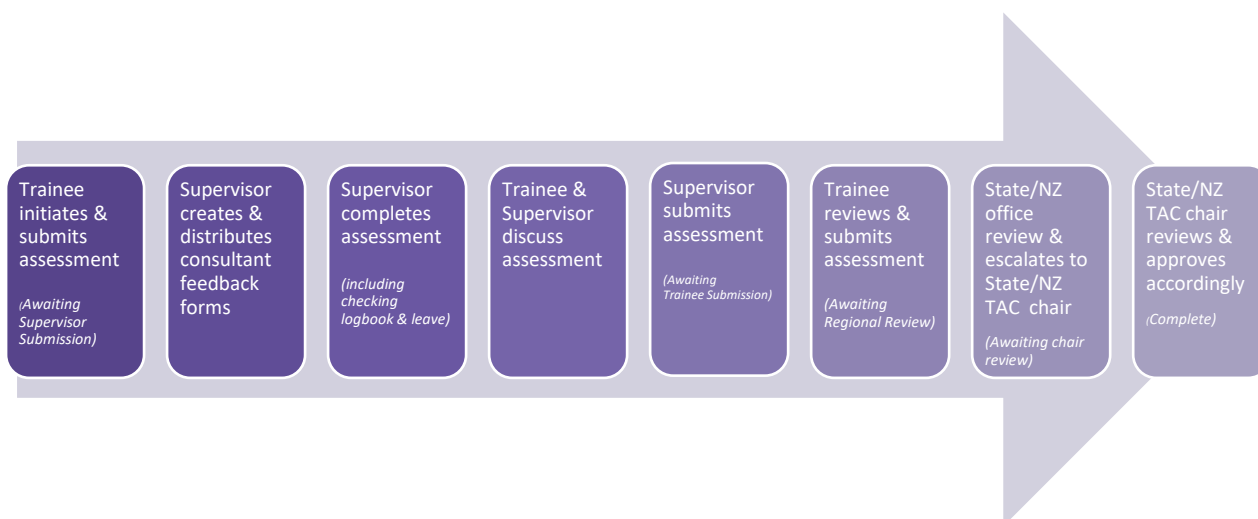 Trainee
initiates &
submits
assessment
(Awaiting
Supervisor
Submission)
Supervisor
creates &
distributes
consultant
feedback
forms
Supervisor
completes
assessment
(including
checking
logbook & leave)
Trainee &
Supervisor
discuss
assessment
Supervisor
submits
assessment
(Awaiting
Trainee Submission)
Trainee
reviews &
submits
assessment
(Awaiting
Regional Review)
State/NZ
office
review &
escalates to
State/NZ
TAC chair
(Awaiting chair
review)
State/NZ
TAC chair
reviews &
approves
accordingly
(Complete)